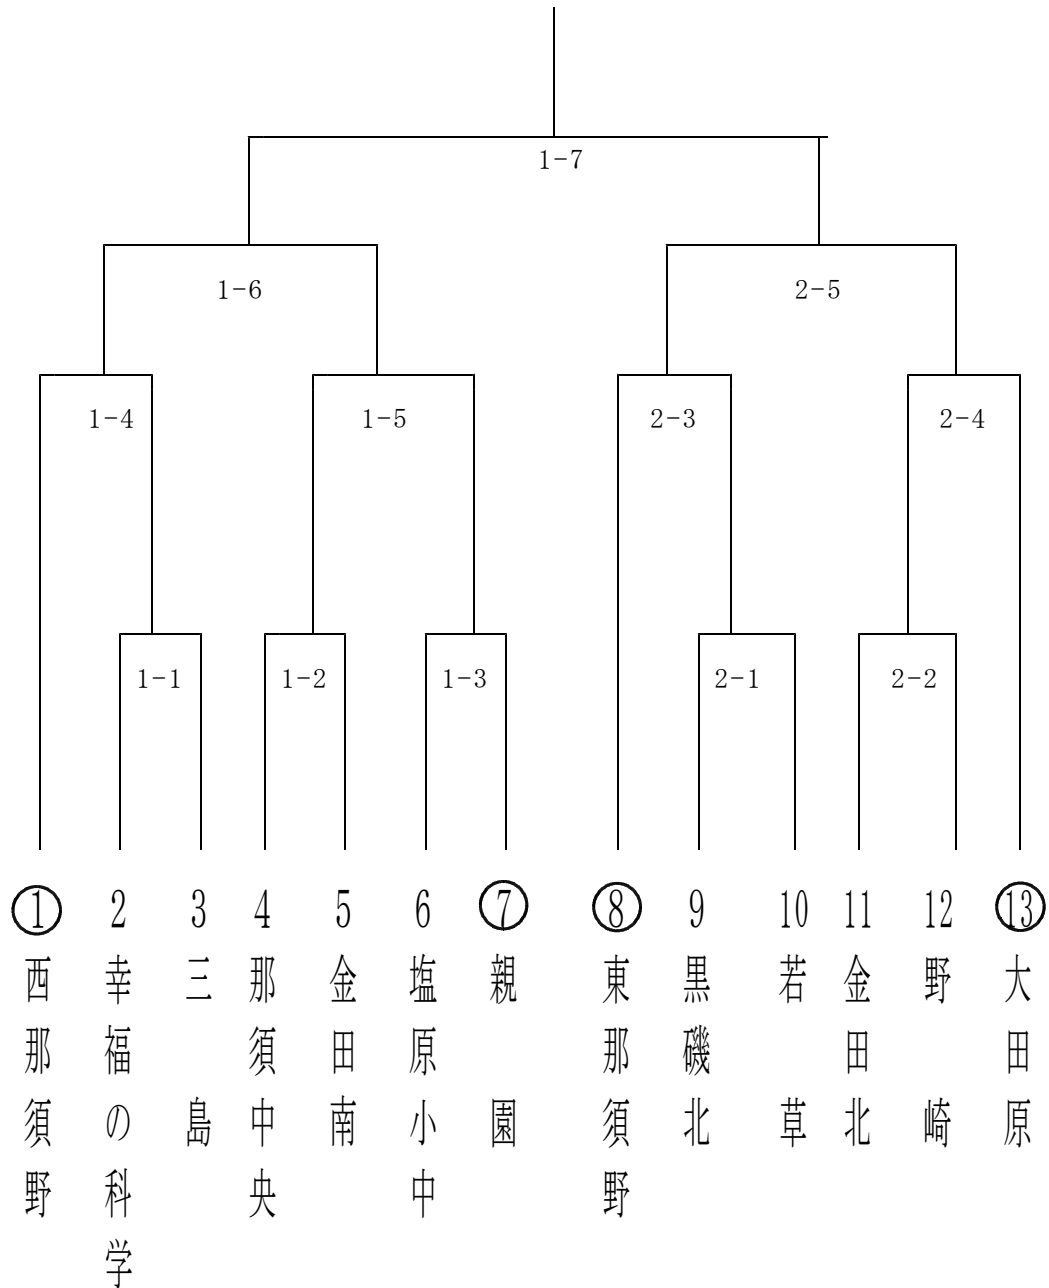 1-7
1-6
2-5
1-4
1-5
2-3
2-4
1-1
1-2
1-3
2-1
2-2
① 2 3 4 5 6 ⑦ ⑧ 9 10 11 12 ⑬
西那須野
幸福の科学
三島
那須中央
金田南
塩原小中
親園
東那須野
黒磯北
若草
金田北
野崎
大田原